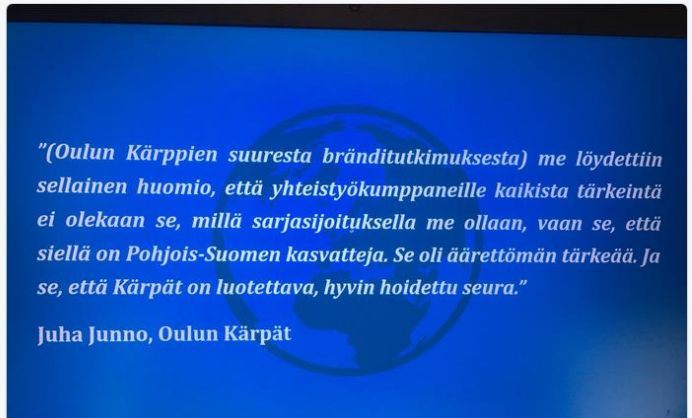 ”(Oulun Kärppien suuresta bränditutkimuksesta) me löydettiin
sellainen huomio, että yhteistyökumppaneille kaikista tärkeintä
ei olekaan se, millä sarjasijoituksella me ollaan, vaan se, että
siellä on Pohjois-Suomen kasvatteja. Se oli äärettömän tärkeää. Ja
se, että Kärpät on luotettava, hyvin hoidettu seura.”
Juha Junno, Oulun Kärpät